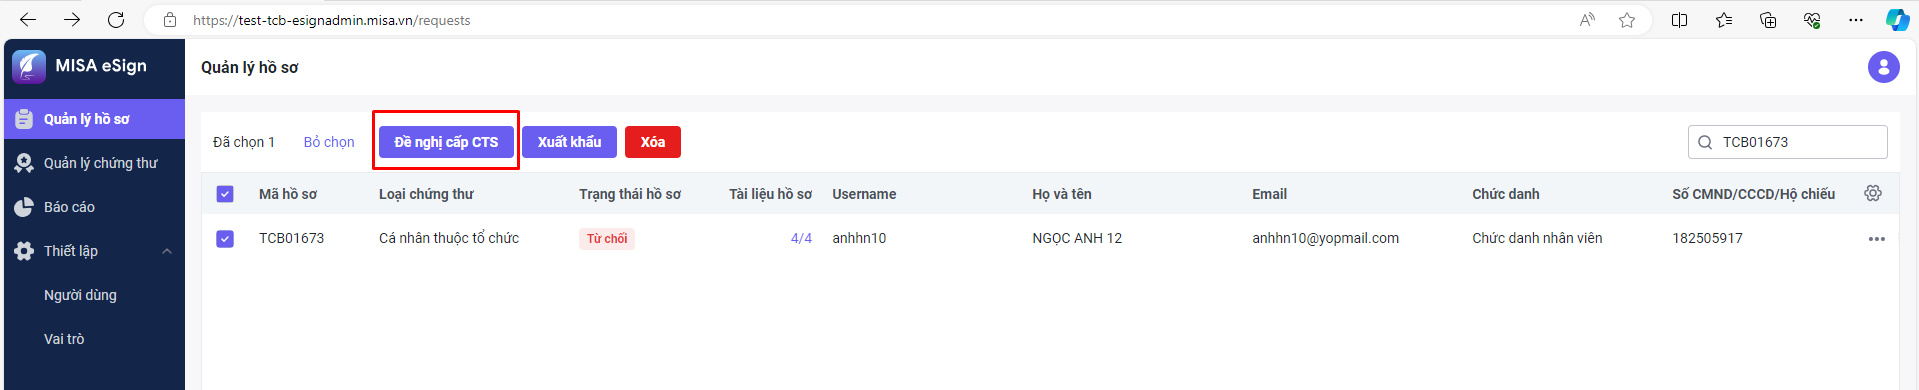 https://test-tcb-esignadmin.misa.vn/requests
MISA eSign
Quản lý hồ sơ
Quản lý hồ sơ
Quản lý chứng thư
Báo cáo
Thiết lập
Người dùng
Vai trò
Đã chọn 1 Bỏ chọn Đề nghị cấp CTS Xuất khẩu Xóa TCB01673
Mã hồ sơ Loại chứng thư Trạng thái hồ sơ Tài liệu hồ sơ Username Họ và tên Email Chức danh Số CMND/CCCD/Hộ chiếu
TCB01673 Cá nhân thuộc tổ chức Từ chối 4/4 anhhn10 NGỌC ANH 12 anhhn10@yopmail.com Chức danh nhân viên 182505917